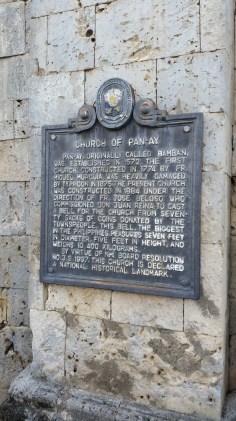 CHURCH OF PAN-AY
PAN-AY, ORIGINALLY CALLED BAMBAN,
WAS ESTABLISHED IN 1572. THE FIRST
CHURCH, CONSTRUCTED IN 1774 BY FR.
MIGUEL MURGUIA, WAS HEAVILY DAMAGED
BY TYPHOON IN 1875. THE PRESENT CHURCH
WAS CONSTRUCTED IN 1884 UNDER THE
DIRECTION OF FR. JOSE BELOSO WHO
COMMISSIONED DON JUAN REINA TO CAST
A BELL FOR THE CHURCH FROM SEVEN-
TY SACKS OF COINS DONATED BY THE
TOWNSPEOPLE. THIS BELL, THE BIGGEST
IN THE PHILIPPINES, MEASURES SEVEN FEET
IN DIAMETER, FIVE FEET IN HEIGHT, AND
WEIGHS 10,400 KILOGRAMS.
BY VIRTUE OF NHI BOARD RESOLUTION
NO. 3 S. 1997, THIS CHURCH IS DECLARED
A NATIONAL HISTORICAL LANDMARK.